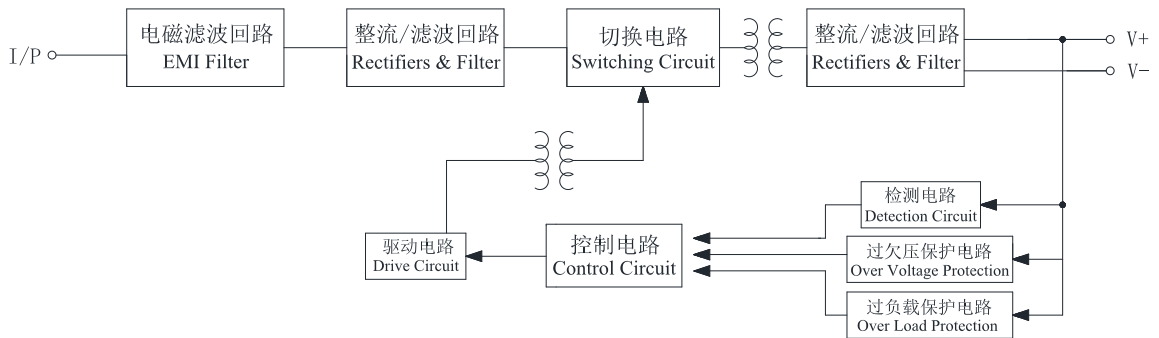 I/P
电磁滤波回路
EMI Filter
整流/滤波回路
Rectifiers & Filter
切换电路
Switching Circuit
整流/滤波回路
Rectifiers & Filter
V+
V-
检测电路
Detection Circuit
驱动电路
Drive Circuit
控制电路
Control Circuit
过欠压保护电路
Over Voltage Protection
过负载保护电路
Over Load Protection